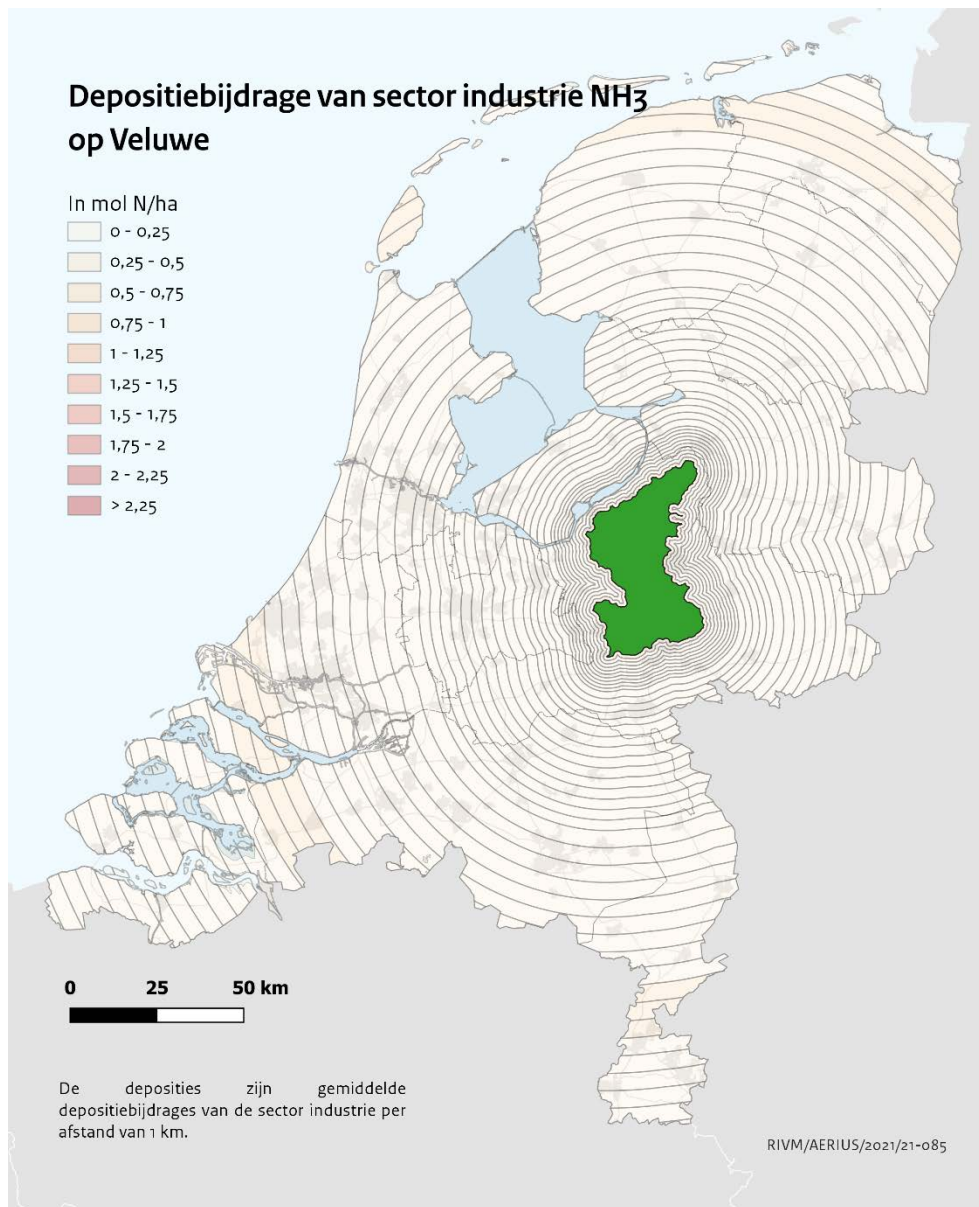 Depositiebijdrage van sector industrie NH3
op Veluwe
In mol N/ha
0 - 0,25
0,25 - 0,5
0,5 - 0,75
0,75 - 1
1 - 1,25
1,25 - 1,5
1,5 - 1,75
1,75 - 2
2 - 2,25
> 2,25
0 25 50 km
De deposities zijn gemiddelde
depositiebijdrages van de sector industrie per
afstand van 1 km.
RIVM/AERIUS/2021/21-085